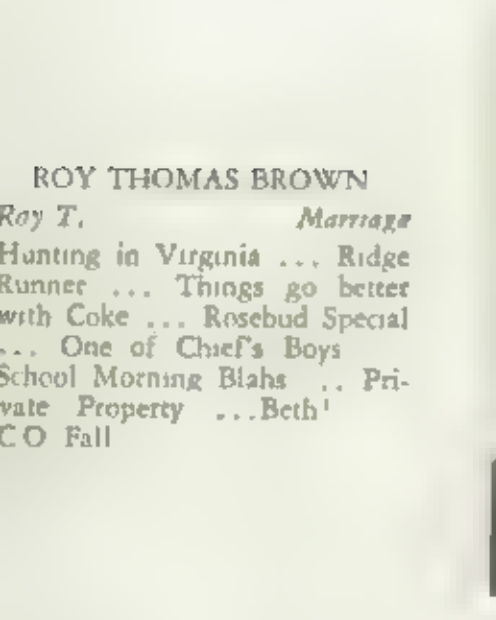 ROY THOMAS BROWN
Roy T. Marriage
Hunting in Virginia ... Ridge
Runner ... Things go better
with Coke ... Rosebud Special
... One of Chief's Boys
School Morning Blahs .. Pri-
vate Property ...Beth'
CO Fall